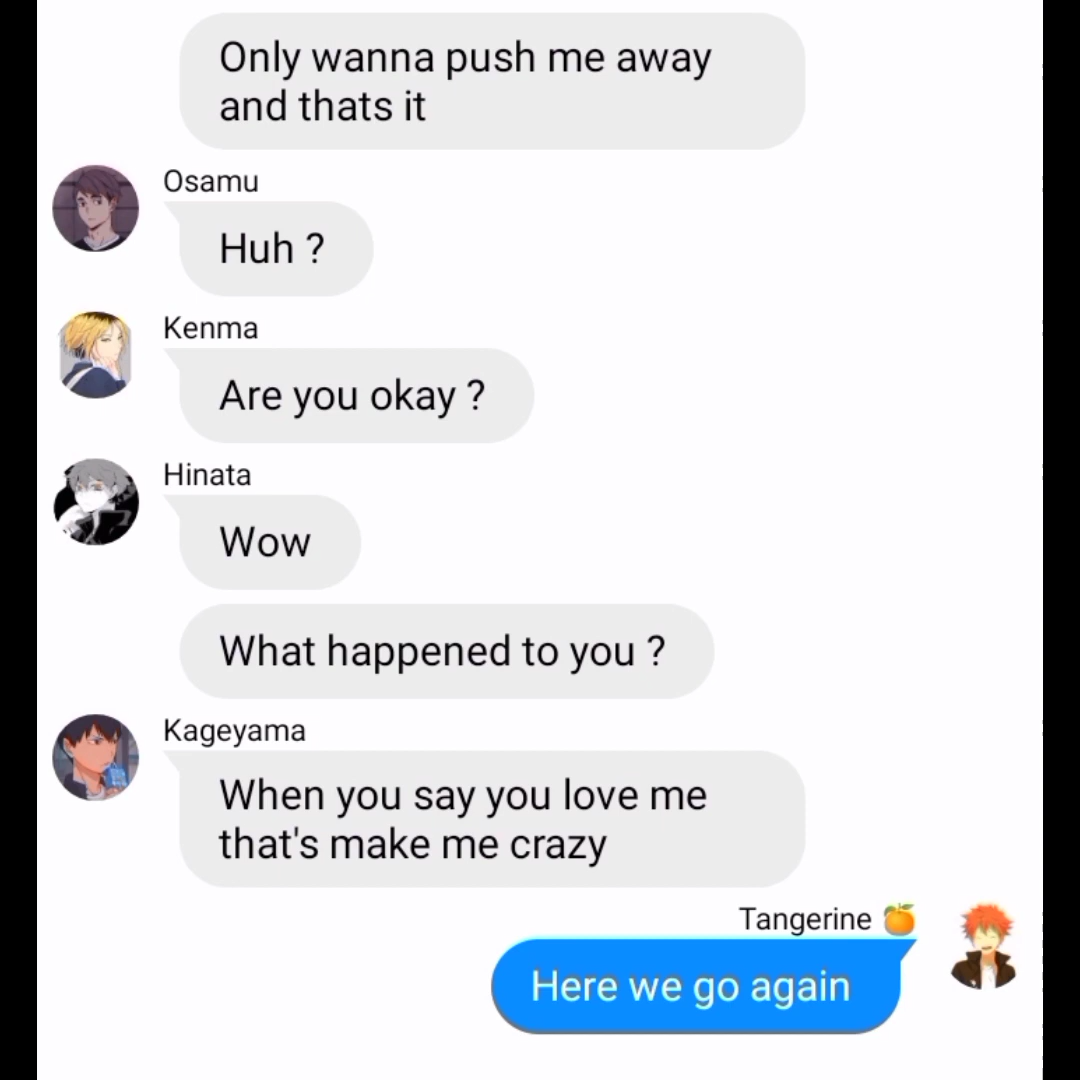 Only wanna push me away
and thats it
Osamu
Huh ?
Kenma
Are you okay ?
Hinata
Wow
What happened to you ?
Kageyama
When you say you love me
that's make me crazy
Tangerine 🍊
Here we go again